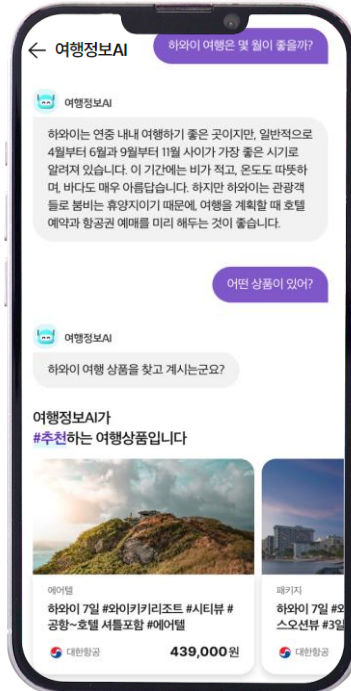 ← 여행정보AI
하와이 여행은 몇 월이 좋을까?
여행정보AI
하와이는 연중 내내 여행하기 좋은 곳이지만, 일반적으로
4월부터 6월과 9월부터 11월 사이가 가장 좋은 시기로
알려져 있습니다. 이 기간에는 비가 적고, 온도도 따뜻하
며, 바다도 매우 아름답습니다. 하지만 하와이는 관광객
들로 붐비는 휴양지이기 때문에, 여행을 계획할 때 호텔
예약과 항공권 예매를 미리 해두는 것이 좋습니다.
어떤 상품이 있어?
여행정보AI
하와이 여행 상품을 찾고 계시는군요?
여행정보AI가
#추천하는 여행상품입니다
에어텔
하와이 7일 #와이키키리조트 #시티뷰 #
공항~호텔 셔틀포함 #에어텔
대한항공
439,000원
패키지
하와이 7일
스오션뷰 #3일
대한항공